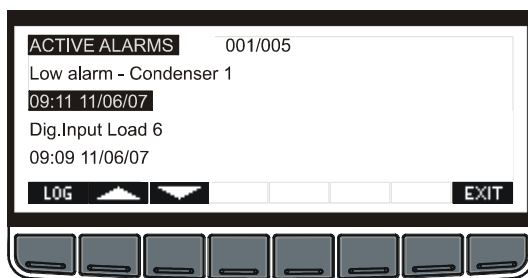 ACTIVE ALARMS 001/005
Low alarm - Condenser 1
09:11 11/06/07
Dig.Input Load 6
09:09 11/06/07
LOG EXIT